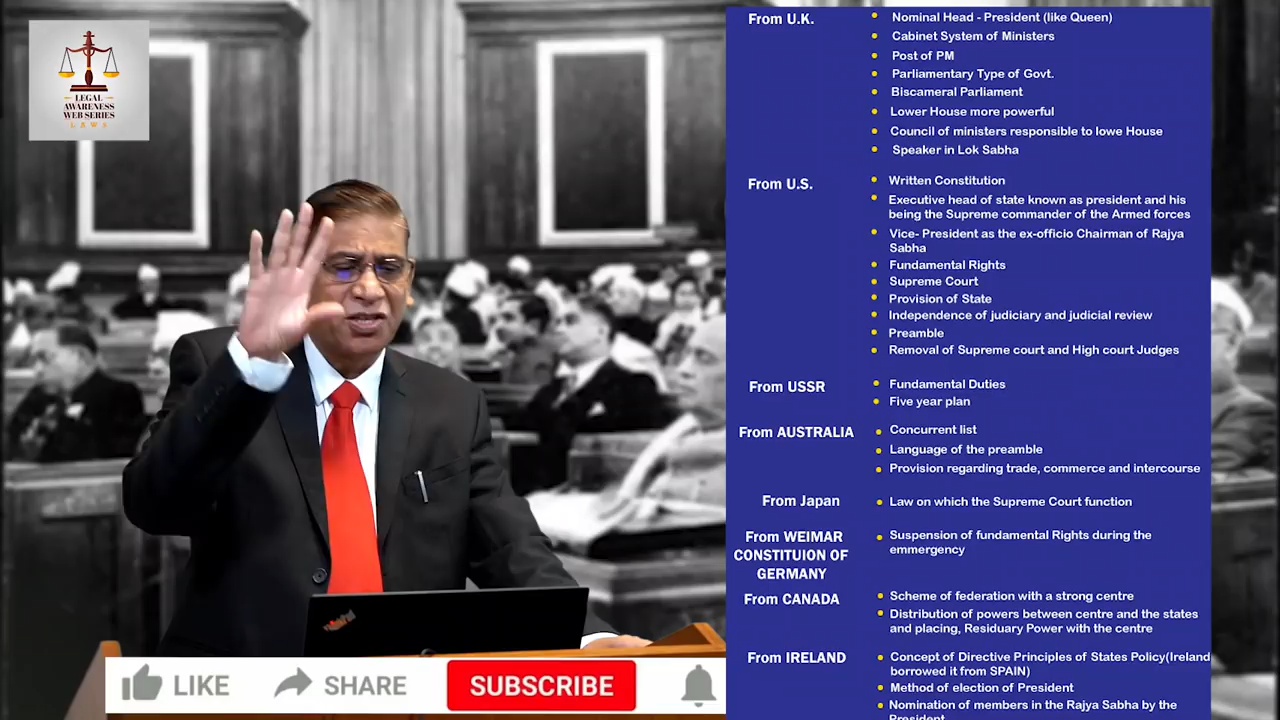 LEGAL
AWARENESS
WEB SERIES
LAWS
From U.K.
Nominal Head - President (like Queen)
Cabinet System of Ministers
Post of PM
Parliamentary Type of Govt.
Biscameral Parliament
Lower House more powerful
Council of ministers responsible to lowe House
Speaker in Lok Sabha
From U.S.
Written Constitution
Executive head of state known as president and his
being the Supreme commander of the Armed forces
Vice- President as the ex-officio Chairman of Rajya
Sabha
Fundamental Rights
Supreme Court
Provision of State
Independence of judiciary and judicial review
Preamble
Removal of Supreme court and High court Judges
From USSR
Fundamental Duties
Five year plan
From AUSTRALIA
Concurrent list
Language of the preamble
Provision regarding trade, commerce and intercourse
From Japan
Law on which the Supreme Court function
From WEIMAR
CONSTITUION OF
GERMANY
Suspension of fundamental Rights during the
emmergency
From CANADA
Scheme of federation with a strong centre
Distribution of powers between centre and the states
and placing, Residuary Power with the centre
From IRELAND
Concept of Directive Principles of States Policy(Ireland
borrowed it from SPAIN)
Method of election of President
Nomination of members in the Rajya Sabha by the
President
LIKE
SHARE
SUBSCRIBE